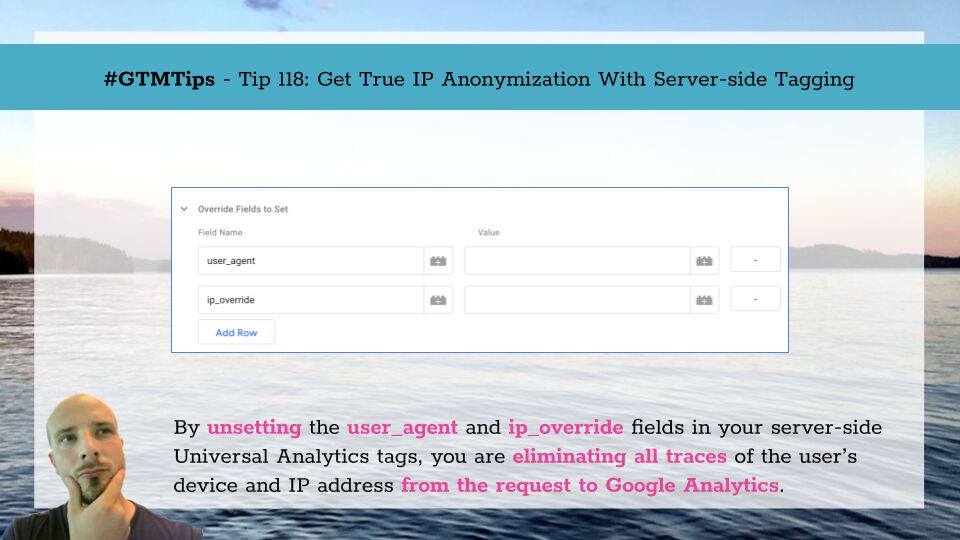 #GTMTips - Tip 118: Get True IP Anonymization With Server-side Tagging
Override Fields to Set
Field Name Value
user_agent -
ip_override -
Add Row
By unsetting the user_agent and ip_override fields in your server-side
Universal Analytics tags, you are eliminating all traces of the user’s
device and IP address from the request to Google Analytics.